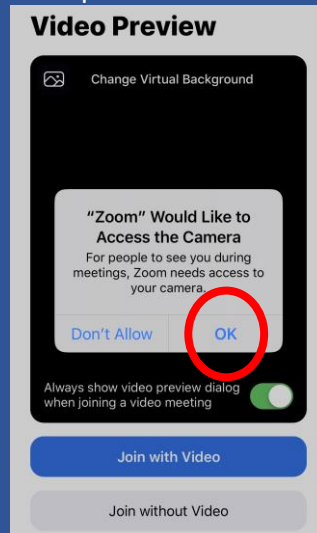 Video Preview
Change Virtual Background
“Zoom” Would Like to
Access the Camera
For people to see you during
meetings, Zoom needs access to
your camera.
Don’t Allow
OK
Always show video preview dialog
when joining a video meeting
Join with Video
Join without Video